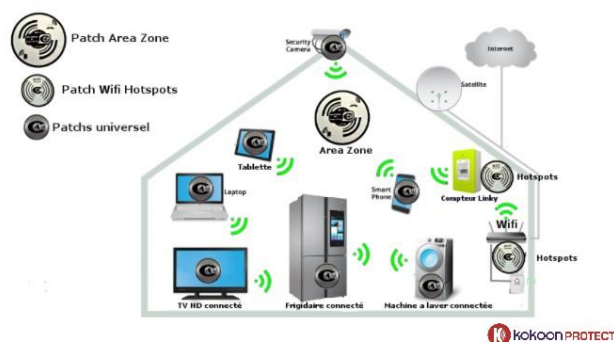 Patch Area Zone
Patch Wifi Hotspots
Patchs universel
Security
Camera
Internet
Satellite
Area Zone
Tablette
Laptop
Smart
Phone
Compteur Linky
Hotspots
Wifi
Hotspots
TV HD connecté
Frigidaire connecté
Machine a laver connectée
kokoon PROTECT